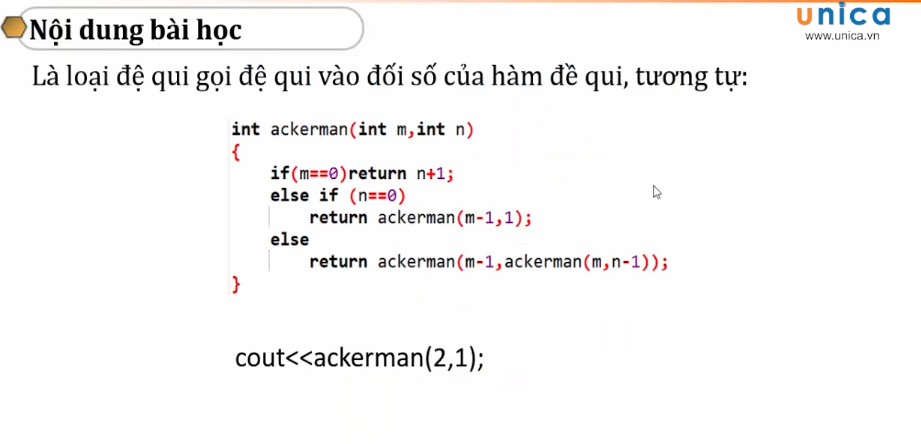 Nội dung bài học
unica
www.unica.vn
Là loại đệ qui gọi đệ qui vào đối số của hàm đề qui, tương tự:
int ackerman(int m,int n)
{
if(m==0)return n+1;
else if (n==0)
return ackerman(m-1,1);
else
return ackerman(m-1,ackerman(m,n-1));
}
cout<<ackerman(2,1);